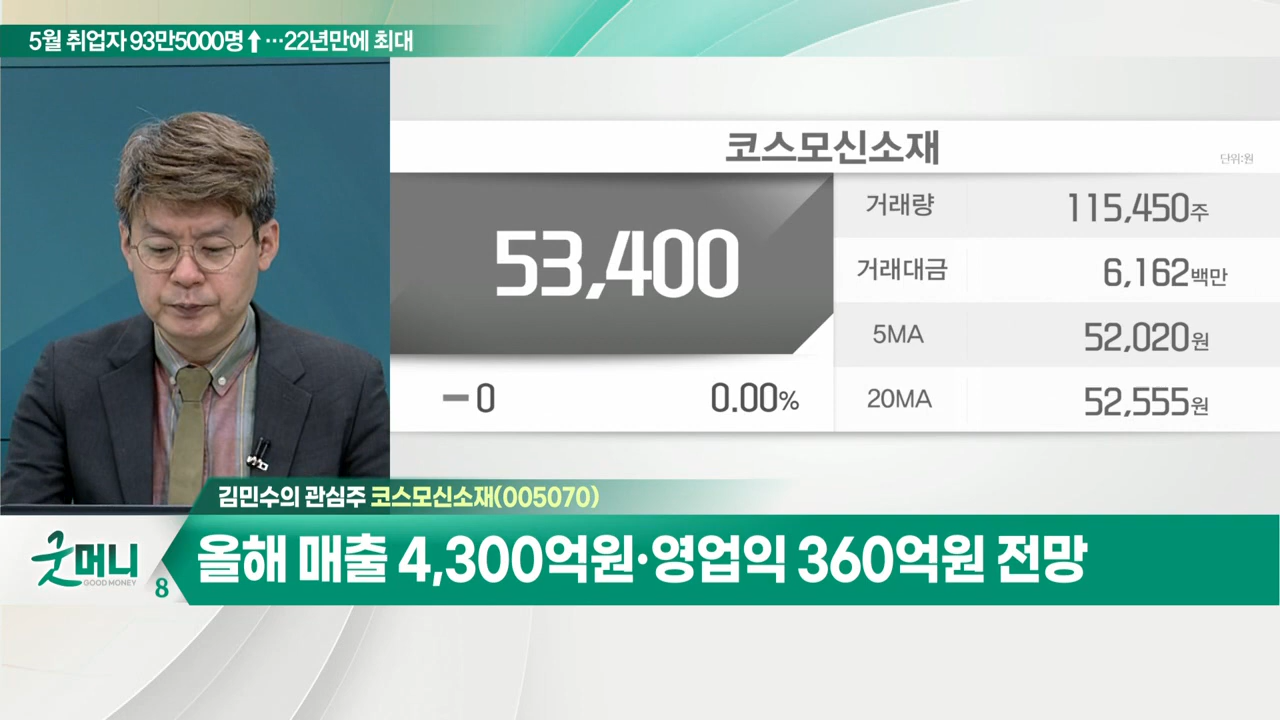 5월 취업자 93만5000명⬆…22년만에 최대
코스모신소재
단위:원
53,400
0 0.00%
거래량 115,450주
거래대금 6,162백만
5MA 52,020원
20MA 52,555원
김민수의 관심주 코스모신소재(005070)
올해 매출 4,300억원·영업익 360억원 전망
굿머니
GOOD MONEY
8